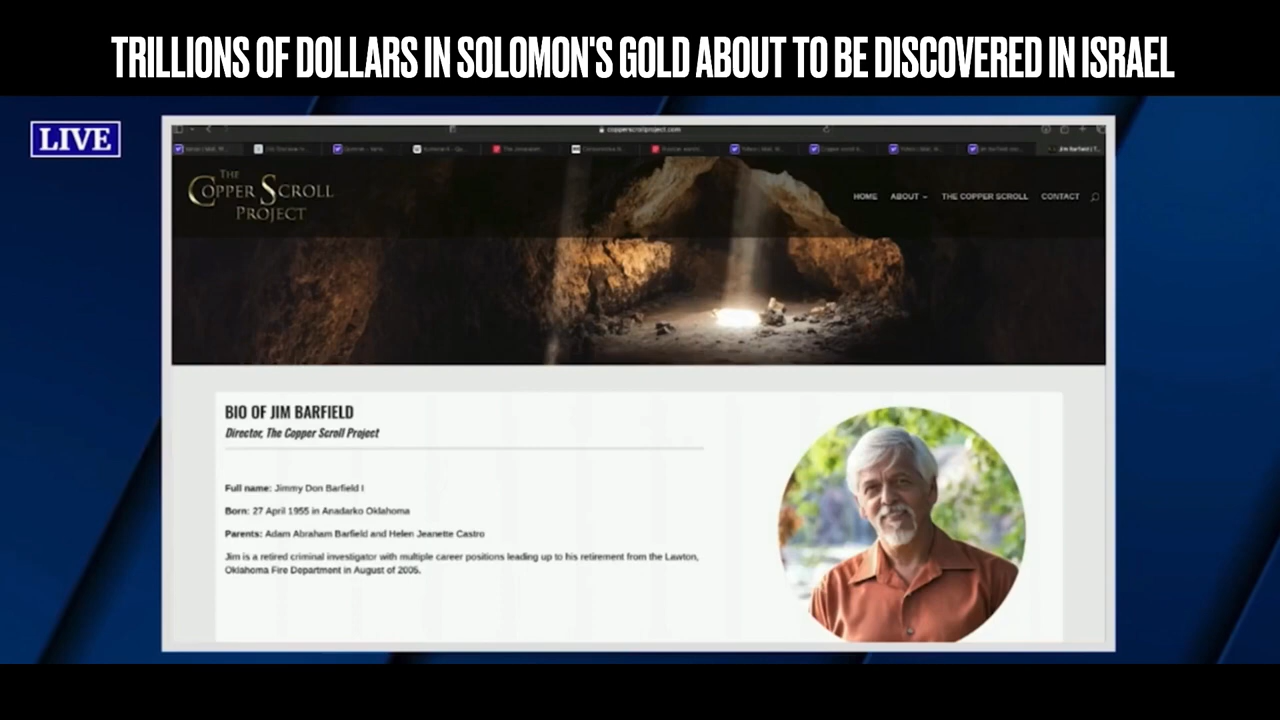 TRILLIONS OF DOLLARS IN SOLOMON'S GOLD ABOUT TO BE DISCOVERED IN ISRAEL
LIVE
copperscrollproject.com
THE
COPPER SCROLL
PROJECT
HOME ABOUT THE COPPER SCROLL CONTACT
BIO OF JIM BARFIELD
Director, The Copper Scroll Project
Full name: Jimmy Don Barfield I
Born: 27 April 1955 in Anadarko Oklahoma
Parents: Adam Abraham Barfield and Helen Jeanette Castro
Jim is a retired criminal investigator with multiple career positions leading up to his retirement from the Lawton,
Oklahoma Fire Department in August of 2005.